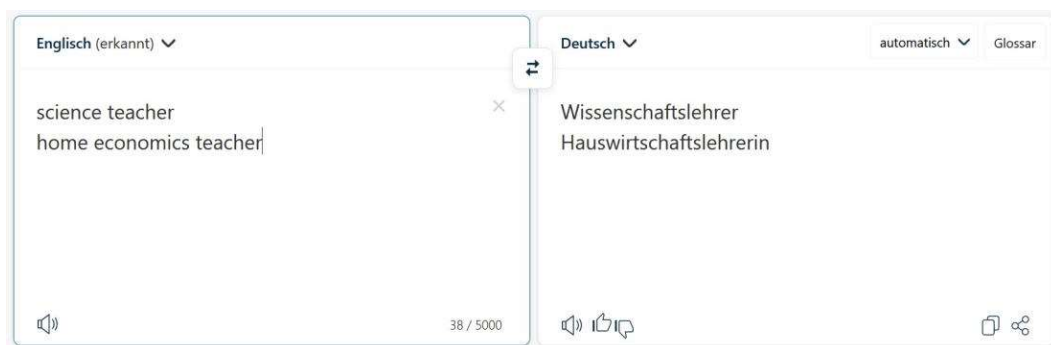 Englisch (erkannt)
Deutsch
automatisch
Glossar
science teacher
home economics teacher
Wissenschaftslehrer
Hauswirtschaftslehrerin
38 / 5000